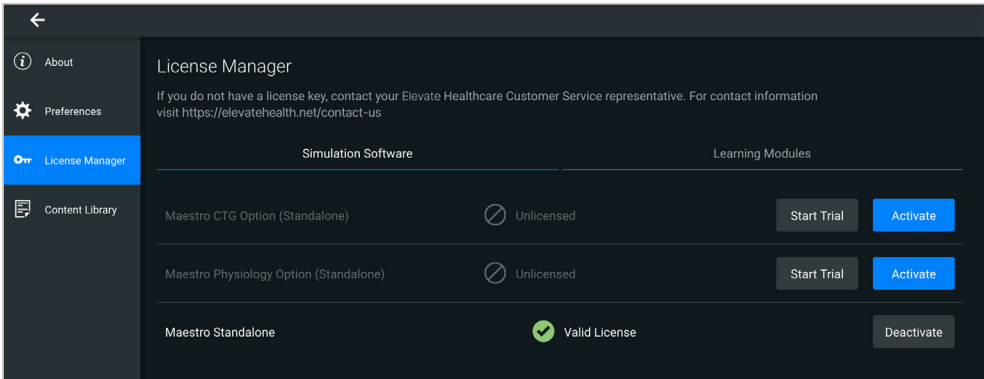 About
Preferences
License Manager
Content Library
License Manager
If you do not have a license key, contact your Elevate Healthcare Customer Service representative. For contact information
visit https://elevatehealth.net/contact-us
Simulation Software
Learning Modules
Maestro CTG Option (Standalone) Unlicensed Start Trial Activate
Maestro Physiology Option (Standalone) Unlicensed Start Trial Activate
Maestro Standalone Valid License Deactivate